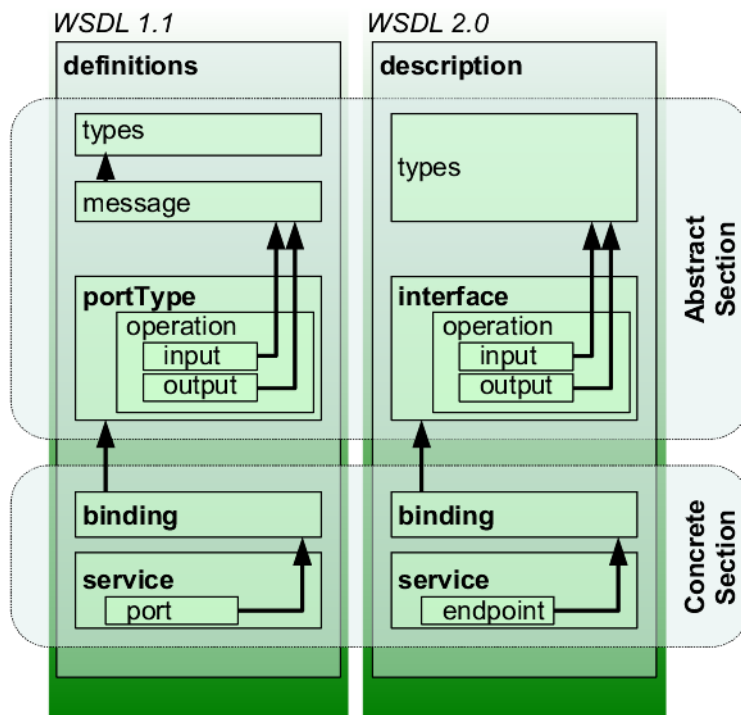 WSDL 1.1
definitions
types
message
portType
operation
input
output
binding
service
port
WSDL 2.0
description
types
interface
operation
input
output
binding
service
endpoint
Abstract
Section
Concrete
Section